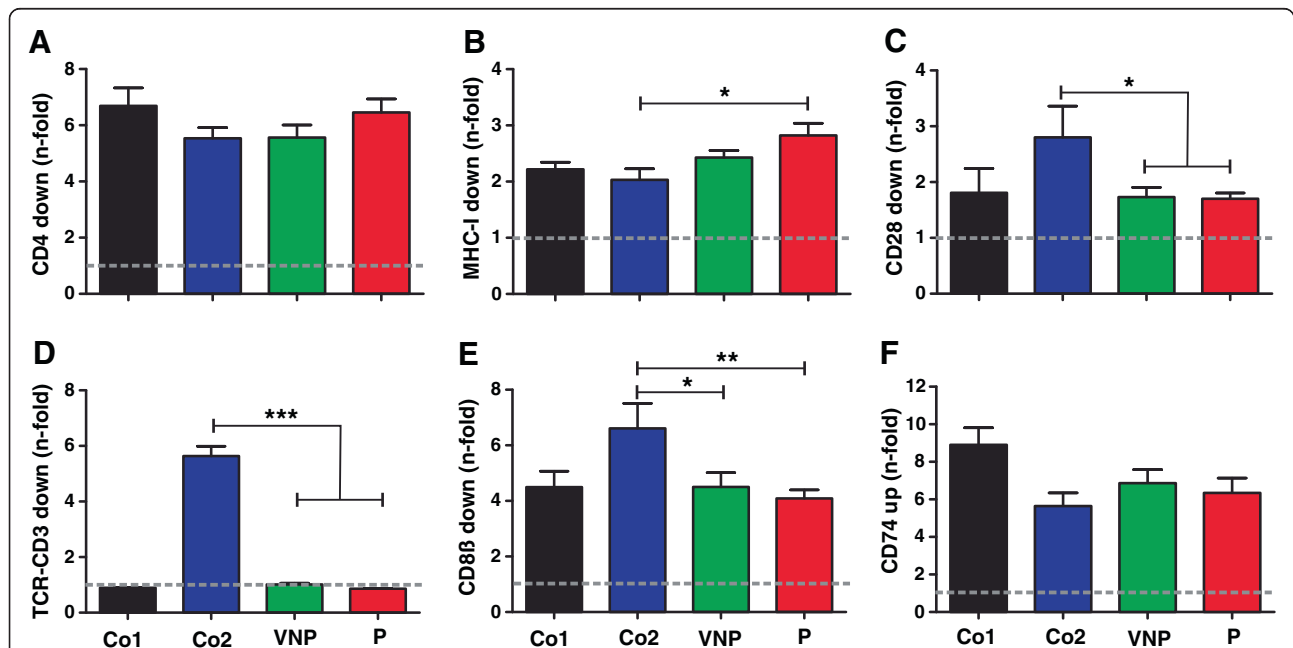 A
CD4 down (n-fold)
8
6
4
2
0
B
MHC-I down (n-fold)
4
3
2
1
0
*
C
CD28 down (n-fold)
4
3
2
1
0
*
D
TCR-CD3 down (n-fold)
8
6
4
2
0
***
Co1 Co2 VNP P
E
CD8ß down (n-fold)
8
6
4
2
0
**
*
Co1 Co2 VNP P
F
CD74 up (n-fold)
12
10
8
6
4
2
0
Co1 Co2 VNP P